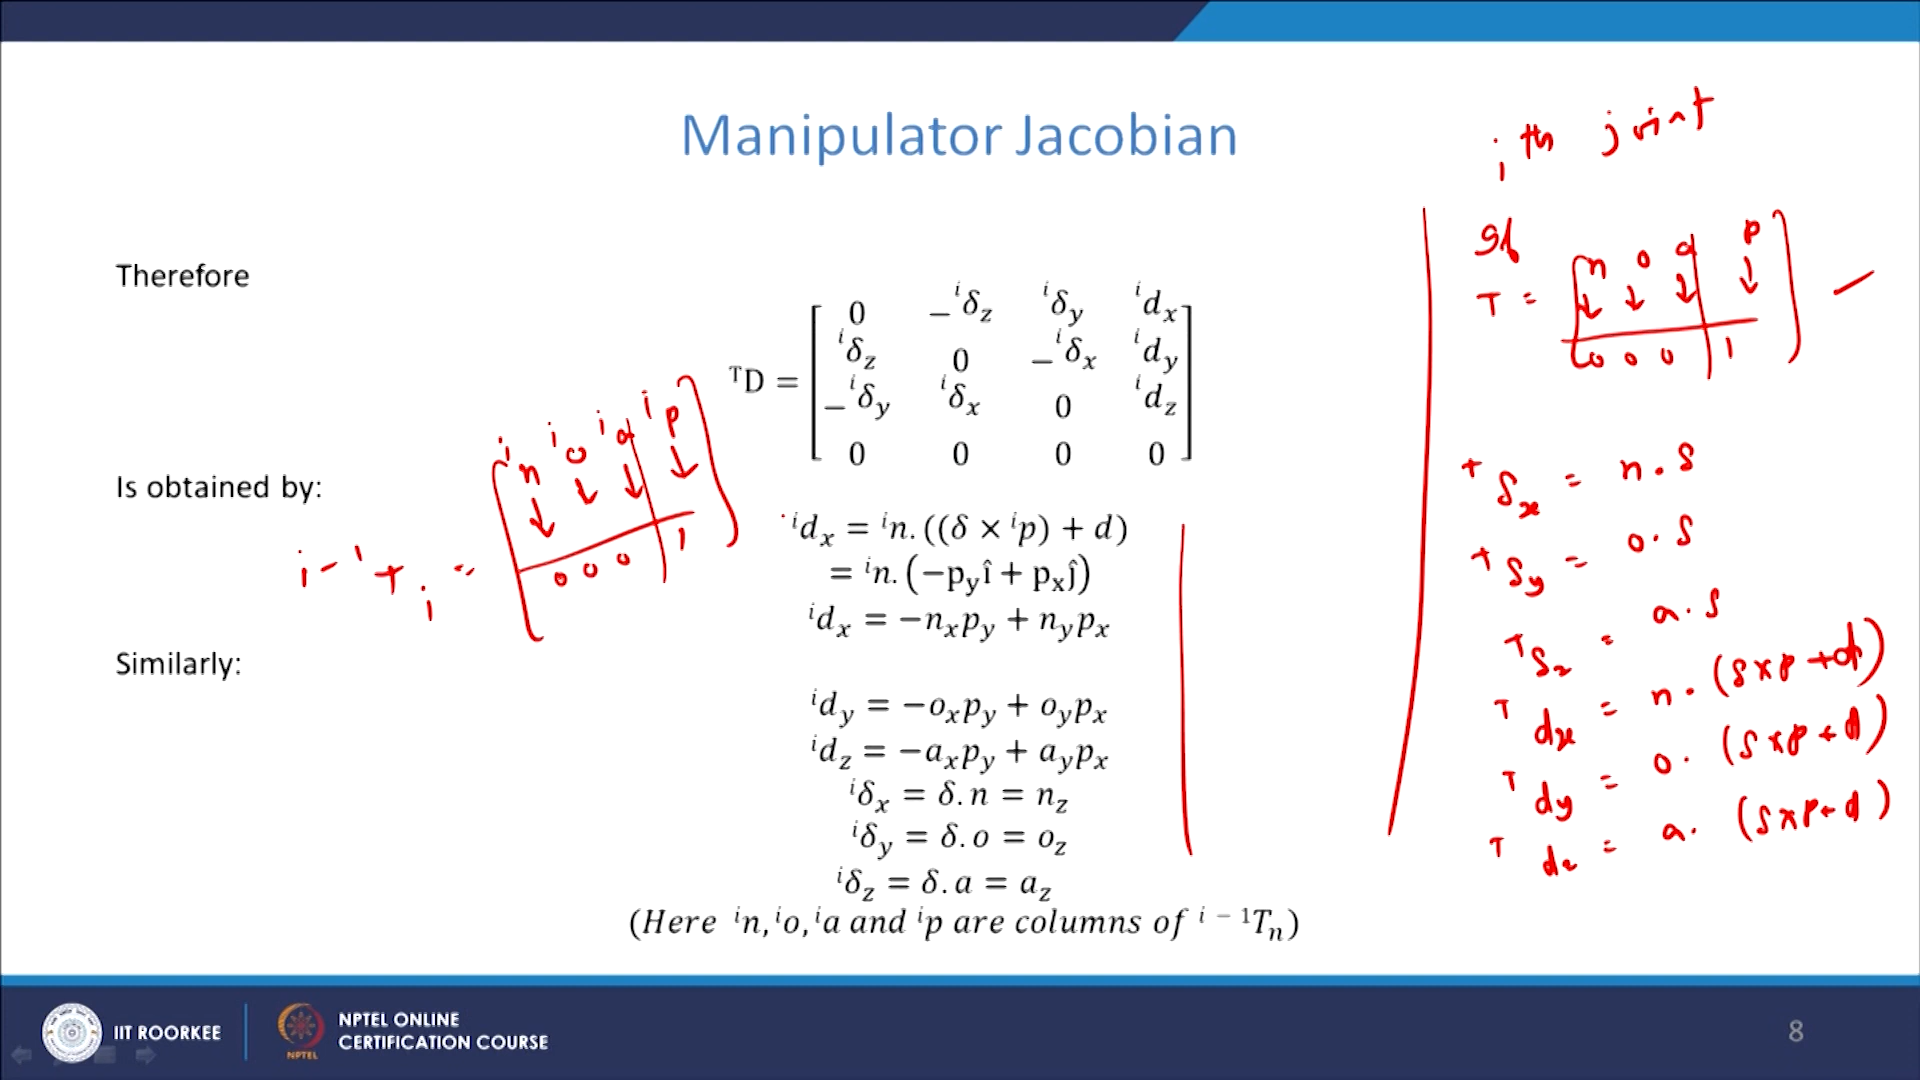 Manipulator Jacobian
Therefore
ᵀD = [ 0 −ⁱδz ⁱδy ⁱdx
ⁱδz 0 −ⁱδx ⁱdy
−ⁱδy ⁱδx 0 ⁱdz
0 0 0 0 ]
Is obtained by:
ⁱdx = ⁱn. ((δ × ⁱp) + d)
= ⁱn. (−pyî + pxĵ)
ⁱdx = −nxpy + nypx
Similarly:
ⁱdy = −oxpy + oypx
ⁱdz = −axpy + aypx
ⁱδx = δ. n = nz
ⁱδy = δ. o = oz
ⁱδz = δ. a = az
(Here ⁱn,ⁱo,ⁱa and ⁱp are columns of ⁱ⁻¹Tn)
i-1Ti = [ ⁱn ⁱo ⁱa ⁱp
0 0 0 1 ]
ith joint
If
T = [ n o a p
0 0 0 1 ]
ᵀδx = n.δ
ᵀδy = o.δ
ᵀδz = a.δ
ᵀdx = n.(δ×p+d)
ᵀdy = o.(δ×p+d)
ᵀdz = a.(δ×p+d)
IIT ROORKEE
NPTEL
NPTEL ONLINE
CERTIFICATION COURSE
8